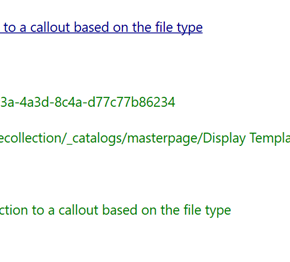 to a callout based on the file type
3a-4a3d-8c4a-d77c77b86234
ecollection/_catalogs/masterpage/Display Templa
ction to a callout based on the file type